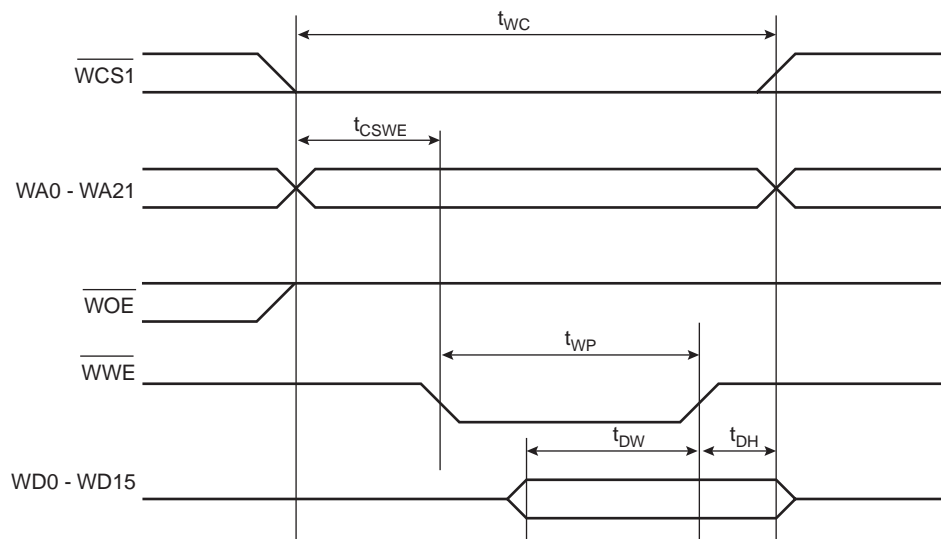 tWC
WCS1
tCSWE
WA0 - WA21
WOE
tWP
WWE
tDW
tDH
WD0 - WD15